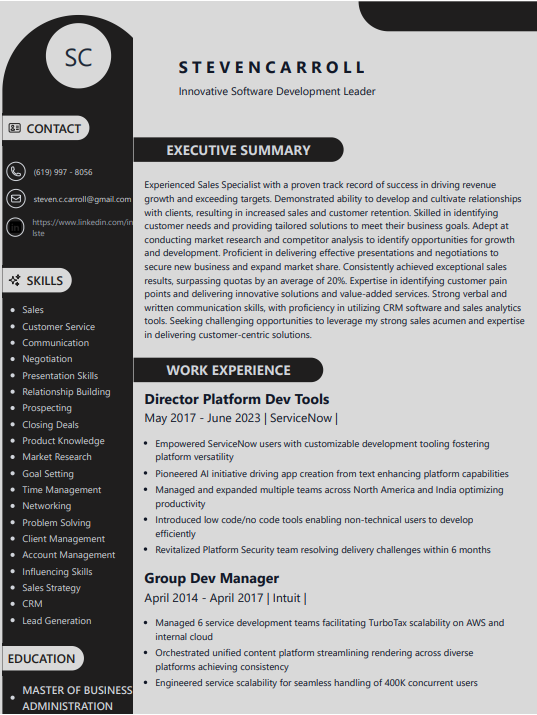 SC
STEVENCARROLL
Innovative Software Development Leader
CONTACT
(619) 997 - 8056
steven.c.carroll@gmail.com
https://www.linkedin.com/in
lste
SKILLS
Sales
Customer Service
Communication
Negotiation
Presentation Skills
Relationship Building
Prospecting
Closing Deals
Product Knowledge
Market Research
Goal Setting
Time Management
Networking
Problem Solving
Client Management
Account Management
Influencing Skills
Sales Strategy
CRM
Lead Generation
EDUCATION
MASTER OF BUSINESS
ADMINISTRATION
EXECUTIVE SUMMARY
Experienced Sales Specialist with a proven track record of success in driving revenue
growth and exceeding targets. Demonstrated ability to develop and cultivate relationships
with clients, resulting in increased sales and customer retention. Skilled in identifying
customer needs and providing tailored solutions to meet their business goals. Adept at
conducting market research and competitor analysis to identify opportunities for growth
and development. Proficient in delivering effective presentations and negotiations to
secure new business and expand market share. Consistently achieved exceptional sales
results, surpassing quotas by an average of 20%. Expertise in identifying customer pain
points and delivering innovative solutions and value-added services. Strong verbal and
written communication skills, with proficiency in utilizing CRM software and sales analytics
tools. Seeking challenging opportunities to leverage my strong sales acumen and expertise
in delivering customer-centric solutions.
WORK EXPERIENCE
Director Platform Dev Tools
May 2017 - June 2023 | ServiceNow |
Empowered ServiceNow users with customizable development tooling fostering
platform versatility
Pioneered AI initiative driving app creation from text enhancing platform capabilities
Managed and expanded multiple teams across North America and India optimizing
productivity
Introduced low code/no code tools enabling non-technical users to develop
efficiently
Revitalized Platform Security team resolving delivery challenges within 6 months
Group Dev Manager
April 2014 - April 2017 | Intuit |
Managed 6 service development teams facilitating TurboTax scalability on AWS and
internal cloud
Orchestrated unified content platform streamlining rendering across diverse
platforms achieving consistency
Engineered service scalability for seamless handling of 400K concurrent users